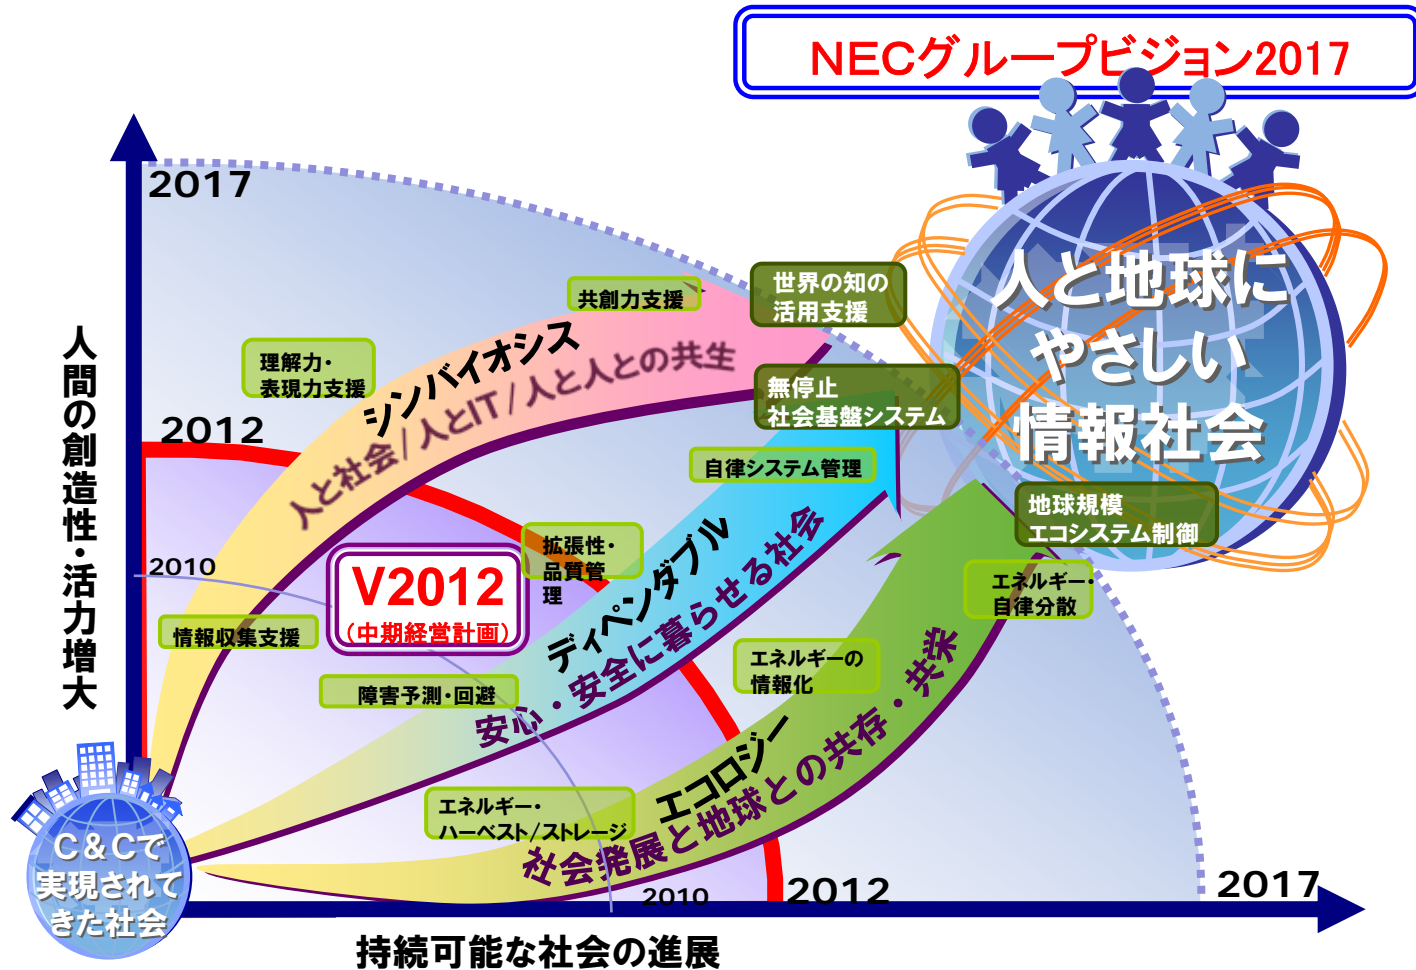 NECグループビジョン2017
2017
人と地球に
やさしい
情報社会
世界の知の
活用支援
共創力支援
理解力・
表現力支援
シンバイオシス
人と社会/人とIT/人と人との共生
無停止
社会基盤システム
2012
自律システム管理
地球規模
エコシステム制御
人間の創造性・活力増大
拡張性・
品質管
理
2010
V2012
(中期経営計画)
ディペンダブル
安心・安全に暮らせる社会
エネルギー・
自律分散
情報収集支援
エネルギーの
情報化
障害予測・回避
エコロジー
社会発展と地球との共存・共栄
エネルギー・
ハーベスト/ストレージ
C&Cで
実現されて
きた社会
2010
2012
2017
持続可能な社会の進展